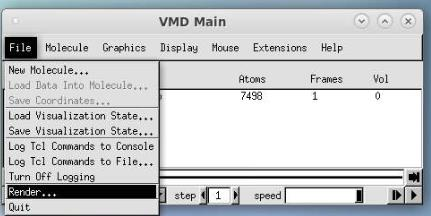 VMD Main
File Molecule Graphics Display Mouse Extensions Help
New Molecule...
Load Data Into Molecule...
Save Coordinates...
Load Visualization State...
Save Visualization State...
Log Tcl Commands to Console
Log Tcl Commands to File...
Turn Off Logging
Render...
Quit
Atoms Frames Vol
7498 1 0
step 1 speed